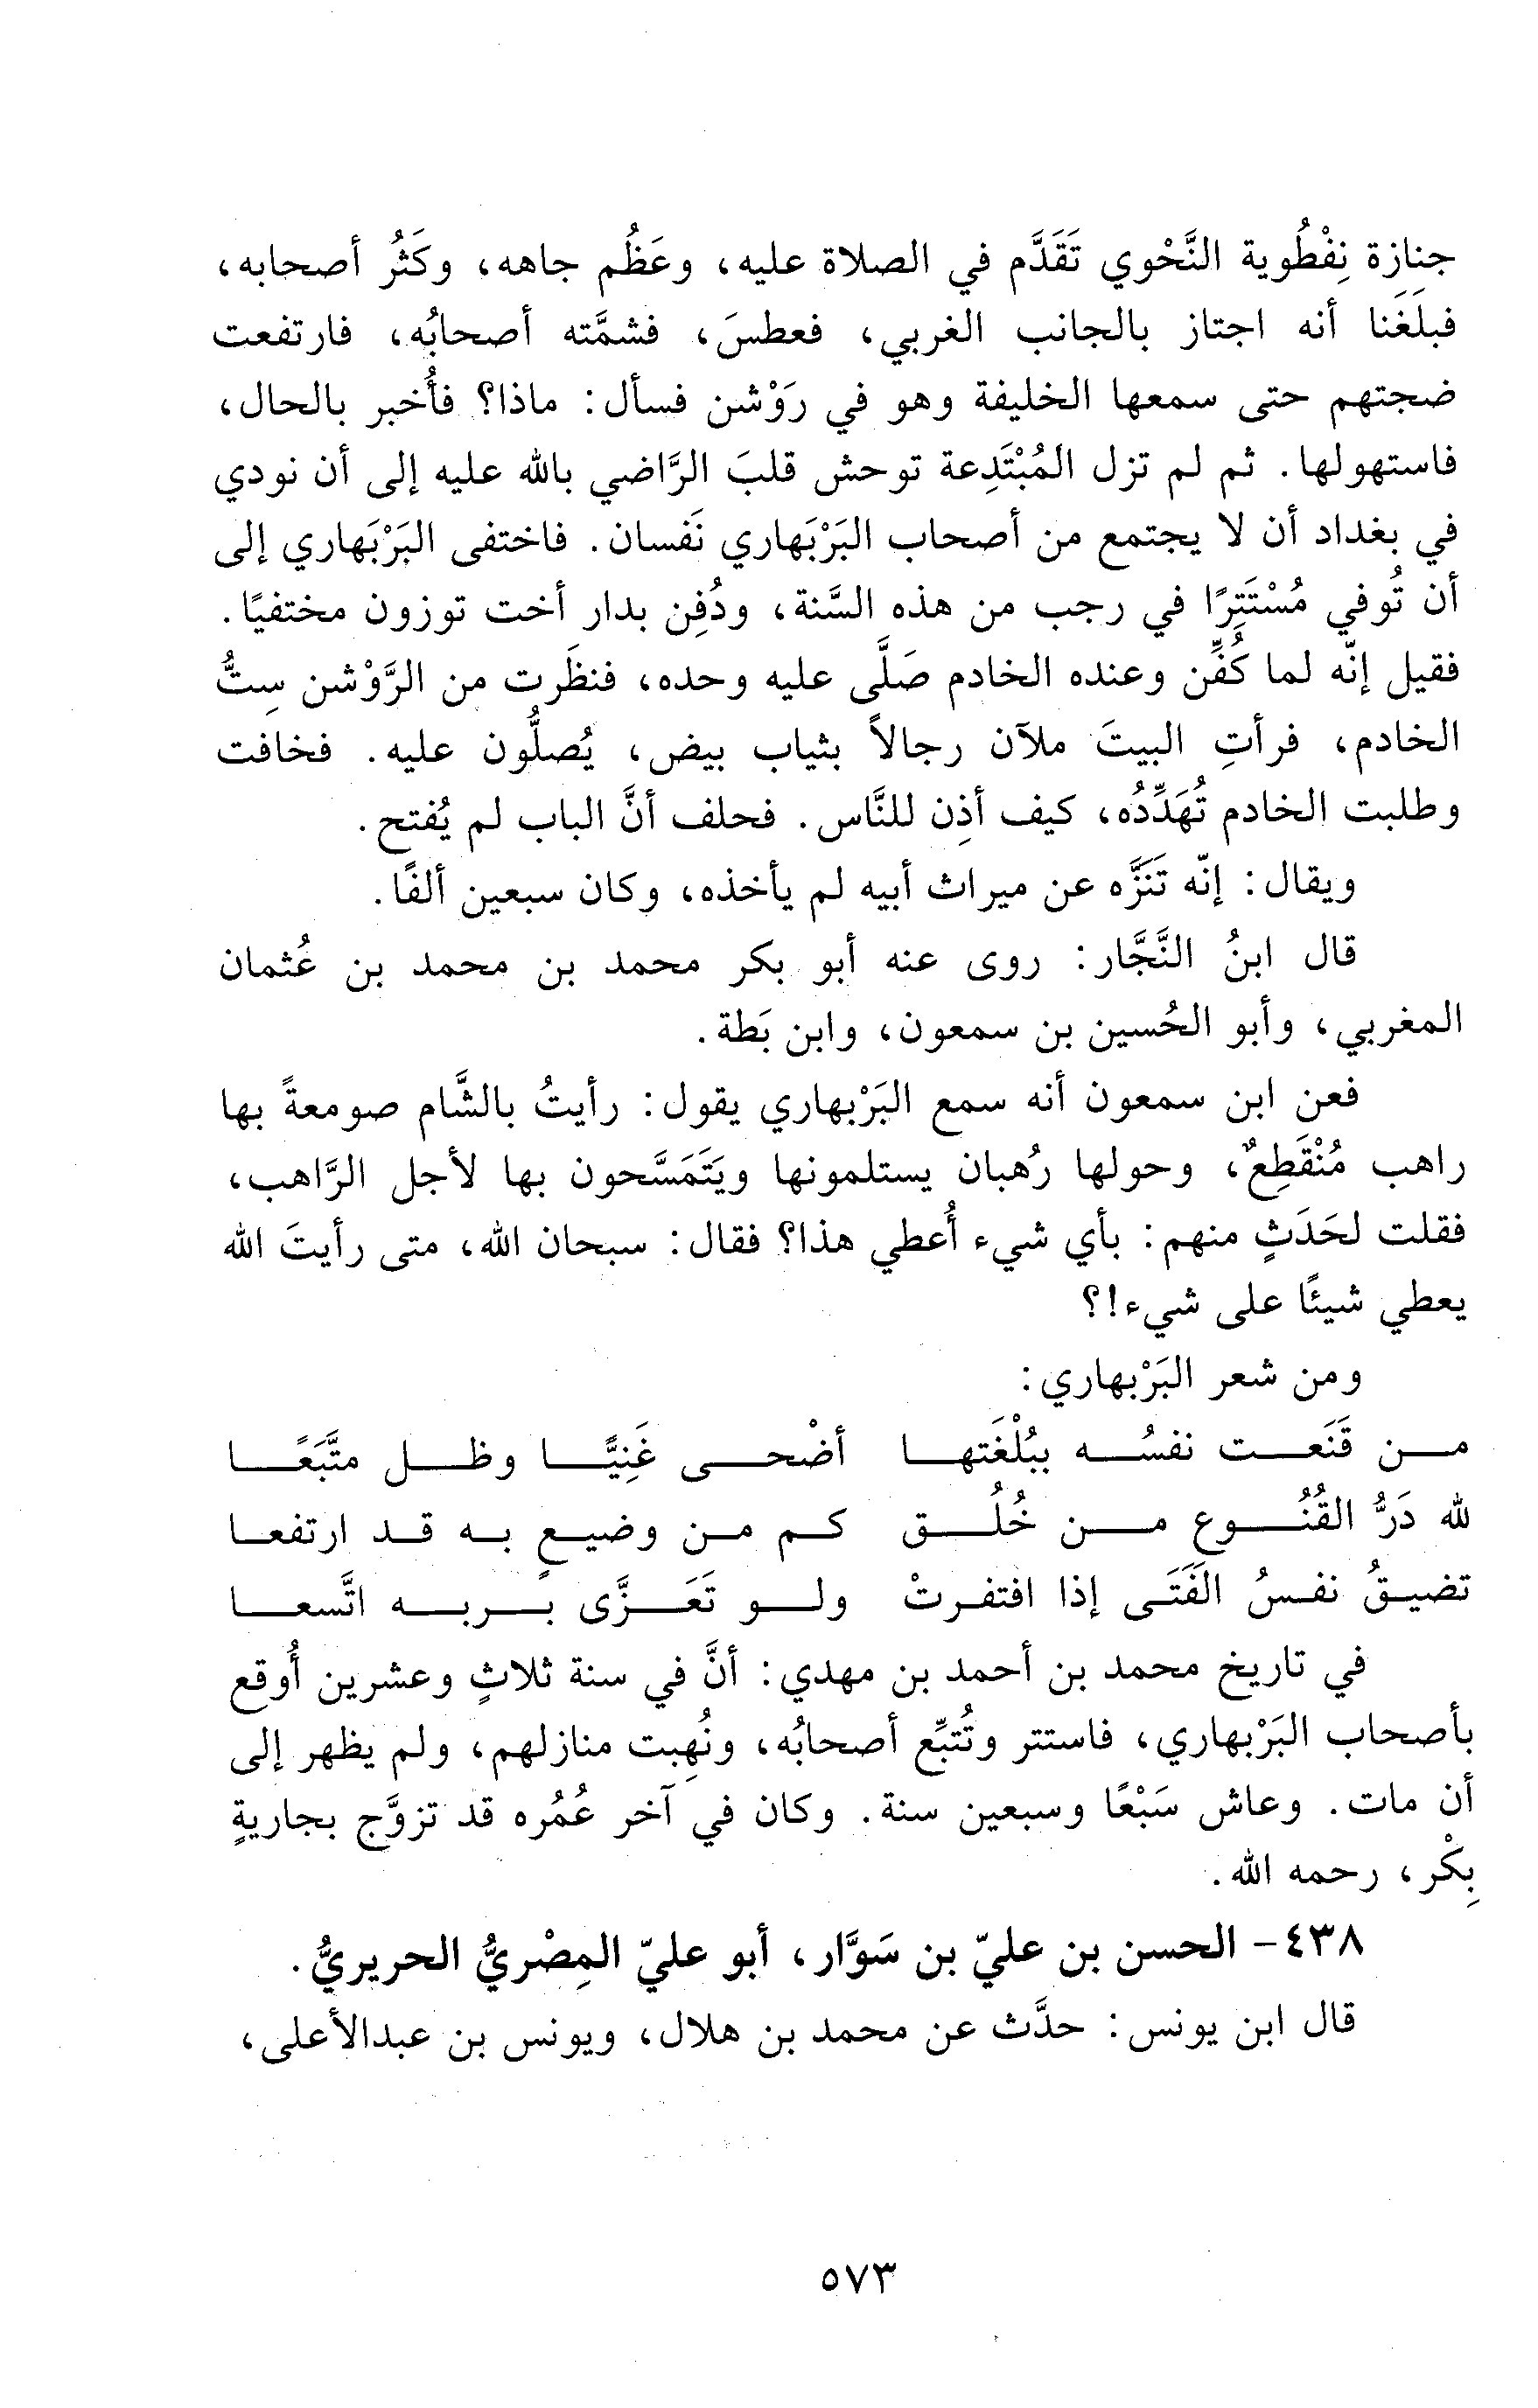 جنازة نِفْطُوية النَّحْوي تَقَدَّم في الصلاة عليه، وعَظُم جاهه، وكَثُر أصحابه،
فبلَغَنا أنه اجتاز بالجانب الغربي، فعطسَ، فشمَّته أصحابُه، فارتفعت
ضجتهم حتى سمعها الخليفة وهو في رَوْشن فسأل: ماذا؟ فأُخبر بالحال،
فاستهولها. ثم لم تزل المُبْتَدِعة توحش قلبَ الرَّاضي بالله عليه إلى أن نودي
في بغداد أن لا يجتمع من أصحاب البَرْبَهاري نَفسان. فاختفى البَرْبَهاري إلى
أن تُوفي مُسْتَتِرًا في رجب من هذه السَّنة، ودُفِن بدار أخت توزون مختفيًا.
فقيل إنّه لما كُفِّن وعنده الخادم صَلَّى عليه وحده، فنظَرت من الرَّوْشن سِتُّ
الخادم، فرأتِ البيتَ ملآن رجالاً بثياب بيض، يُصلُّون عليه. فخافت
وطلبت الخادم تُهَدِّدُه، كيف أذِن للنَّاس. فحلف أنَّ الباب لم يُفتح.
ويقال: إنّه تَنَزَّه عن ميراث أبيه لم يأخذه، وكان سبعين ألفًا.
قال ابنُ النَّجَّار: روى عنه أبو بكر محمد بن محمد بن عُثمان
المغربي، وأبو الحُسين بن سمعون، وابن بَطة.
فعن ابن سمعون أنه سمع البَرْبهاري يقول: رأيتُ بالشَّام صومعةً بها
راهب مُنْقَطِعٌ، وحولها رُهبان يستلمونها ويَتَمَسَّحون بها لأجل الرَّاهب،
فقلت لحَدَثٍ منهم: بأي شيء أُعطي هذا؟ فقال: سبحان الله، متى رأيتَ الله
يعطي شيئًا على شيء!؟
ومن شعر البَرْبهاري:
من قَنَعت نفسُه ببُلْغَتها أضْحى غَنِيًّا وظل متَّبَعًا
لله دَرُّ القُنُوع من خُلُق كم من وضيعٍ به قد ارتفعا
تضيقُ نفسُ الفَتَى إذا افتقرتْ ولو تَعَزَّى بربه اتَّسعا
في تاريخ محمد بن أحمد بن مهدي: أنَّ في سنة ثلاثٍ وعشرين أُوقع
بأصحاب البَرْبهاري، فاستتر وتُتبِّع أصحابُه، ونُهِبت منازلهم، ولم يظهر إلى
أن مات. وعاش سَبْعًا وسبعين سنة. وكان في آخر عُمُره قد تزوَّج بجاريةٍ
بِكْر، رحمه الله.
٤٣٨- الحسن بن عليّ بن سَوَّار، أبو عليّ المِصْريُّ الحريريُّ.
قال ابن يونس: حدَّث عن محمد بن هلال، ويونس بن عبدالأعلى،
٥٧٣